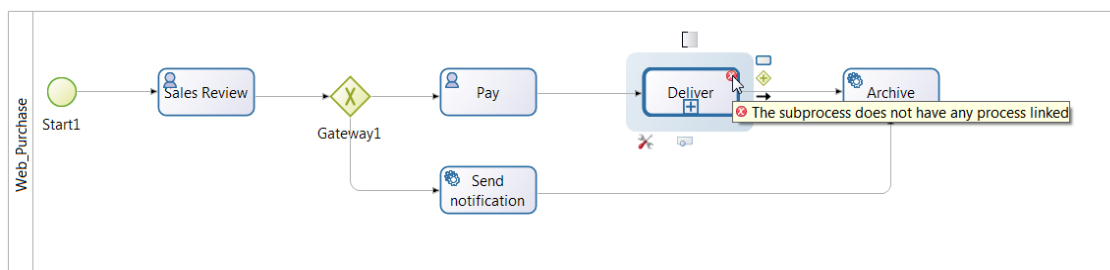 Web_Purchase
Start1
Sales Review
Gateway1
Pay
Deliver
Archive
The subprocess does not have any process linked
Send
notification